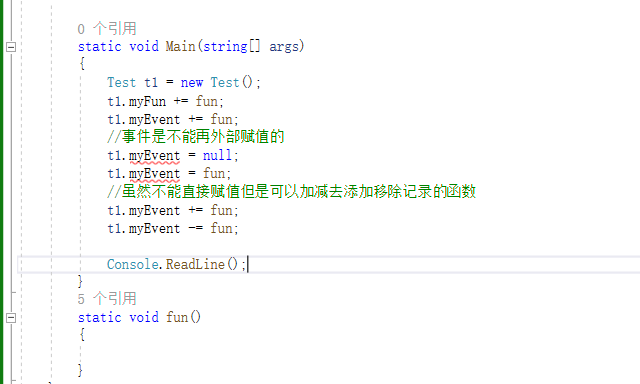 0 个引用
static void Main(string[] args)
{
Test t1 = new Test();
t1.myFun += fun;
t1.myEvent += fun;
//事件是不能再外部赋值的
t1.myEvent = null;
t1.myEvent = fun;
//虽然不能直接赋值但是可以加减去添加移除记录的函数
t1.myEvent += fun;
t1.myEvent -= fun;
Console.ReadLine();
}
5 个引用
static void fun()
{
}